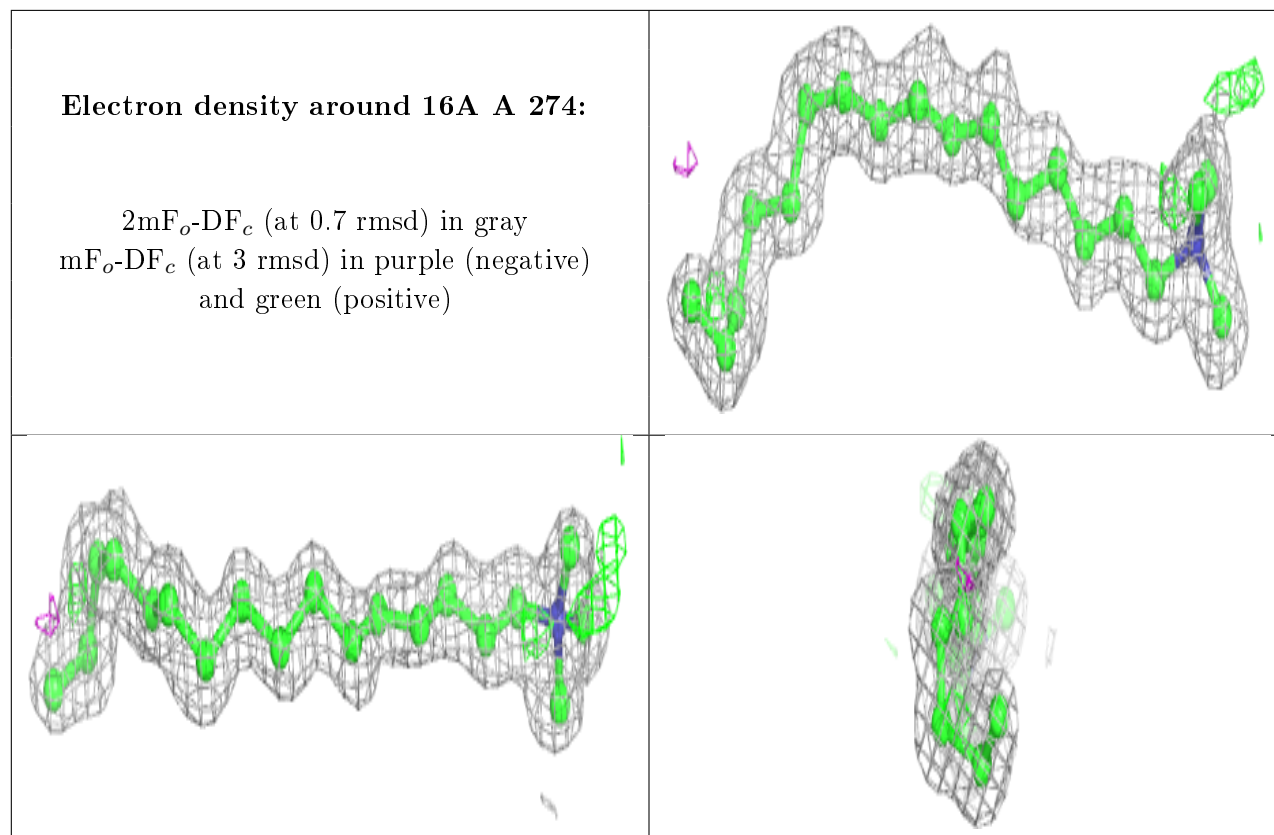 Electron density around 16A A 274:
2mFo-DFc (at 0.7 rmsd) in gray
mFo-DFc (at 3 rmsd) in purple (negative)
and green (positive)